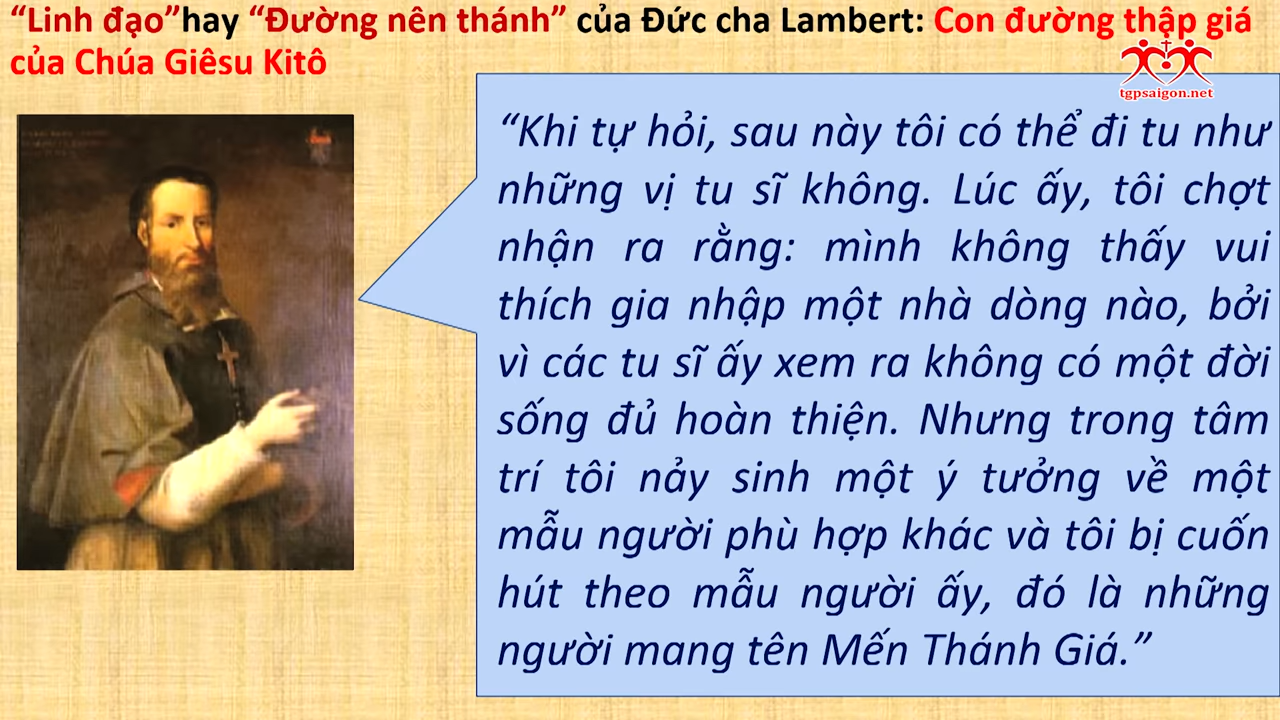 “Linh đạo”hay “Đường nên thánh” của Đức cha Lambert: Con đường thập giá
của Chúa Giêsu Kitô
tgpsaigon.net
“Khi tự hỏi, sau này tôi có thể đi tu như
những vị tu sĩ không. Lúc ấy, tôi chợt
nhận ra rằng: mình không thấy vui
thích gia nhập một nhà dòng nào, bởi
vì các tu sĩ ấy xem ra không có một đời
sống đủ hoàn thiện. Nhưng trong tâm
trí tôi nảy sinh một ý tưởng về một
mẫu người phù hợp khác và tôi bị cuốn
hút theo mẫu người ấy, đó là những
người mang tên Mến Thánh Giá.”